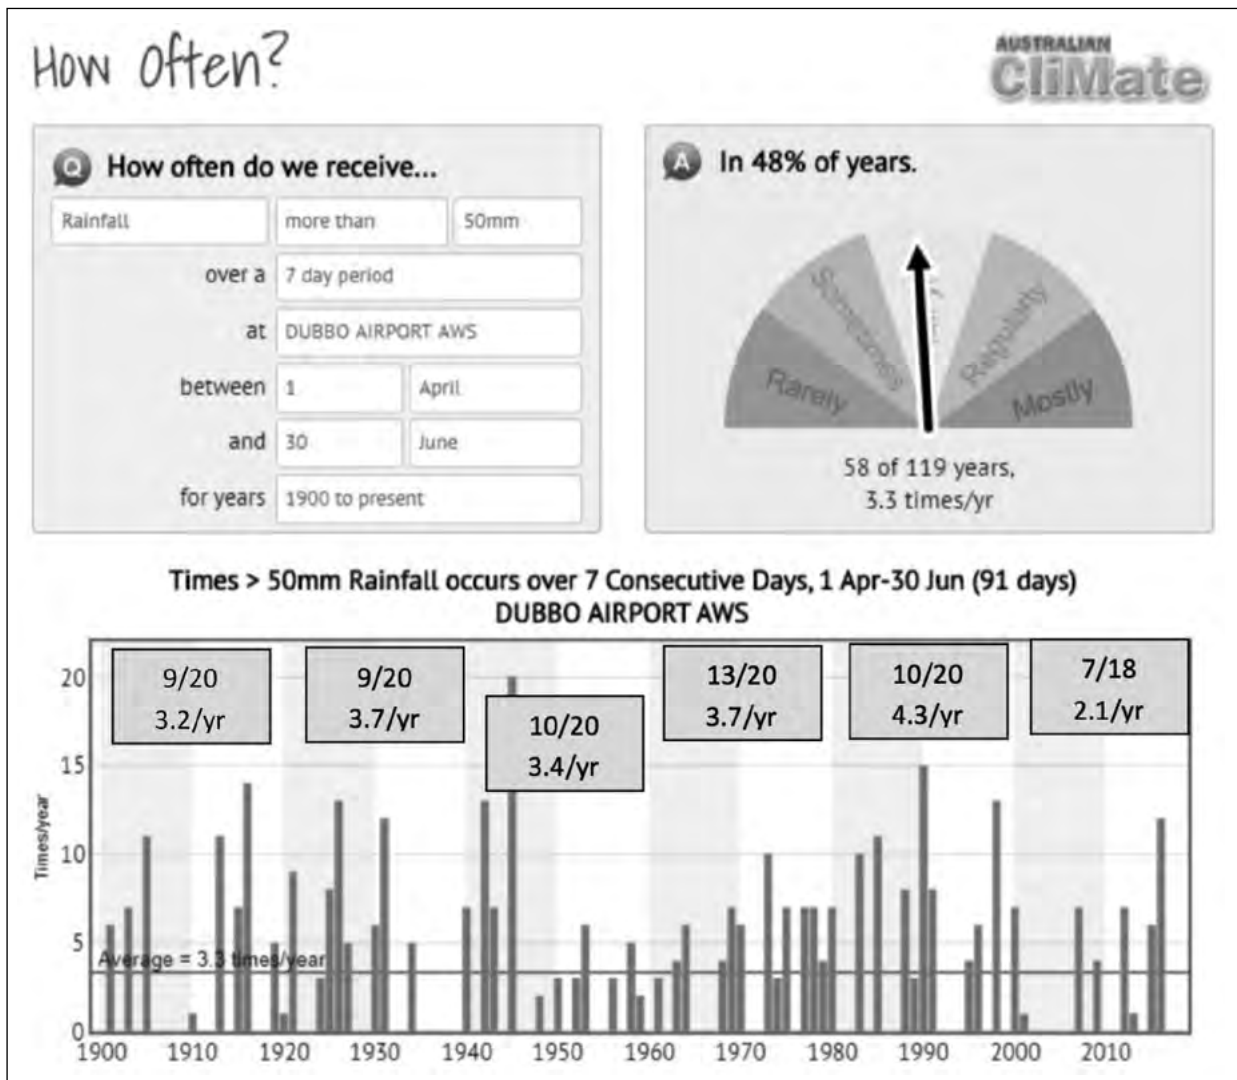 How Often?
AUSTRALIAN
CliMate
Q How often do we receive...
Rainfall more than 50mm
over a 7 day period
at DUBBO AIRPORT AWS
between 1 April
and 30 June
for years 1900 to present
A In 48% of years.
Rarely
Sometimes
Regularly
Mostly
58 of 119 years,
3.3 times/yr
Times > 50mm Rainfall occurs over 7 Consecutive Days, 1 Apr-30 Jun (91 days)
DUBBO AIRPORT AWS
Times/year
20
15
10
5
0
9/20
3.2/yr
9/20
3.7/yr
10/20
3.4/yr
13/20
3.7/yr
10/20
4.3/yr
7/18
2.1/yr
Average = 3.3 times/year
1900 1910 1920 1930 1940 1950 1960 1970 1980 1990 2000 2010